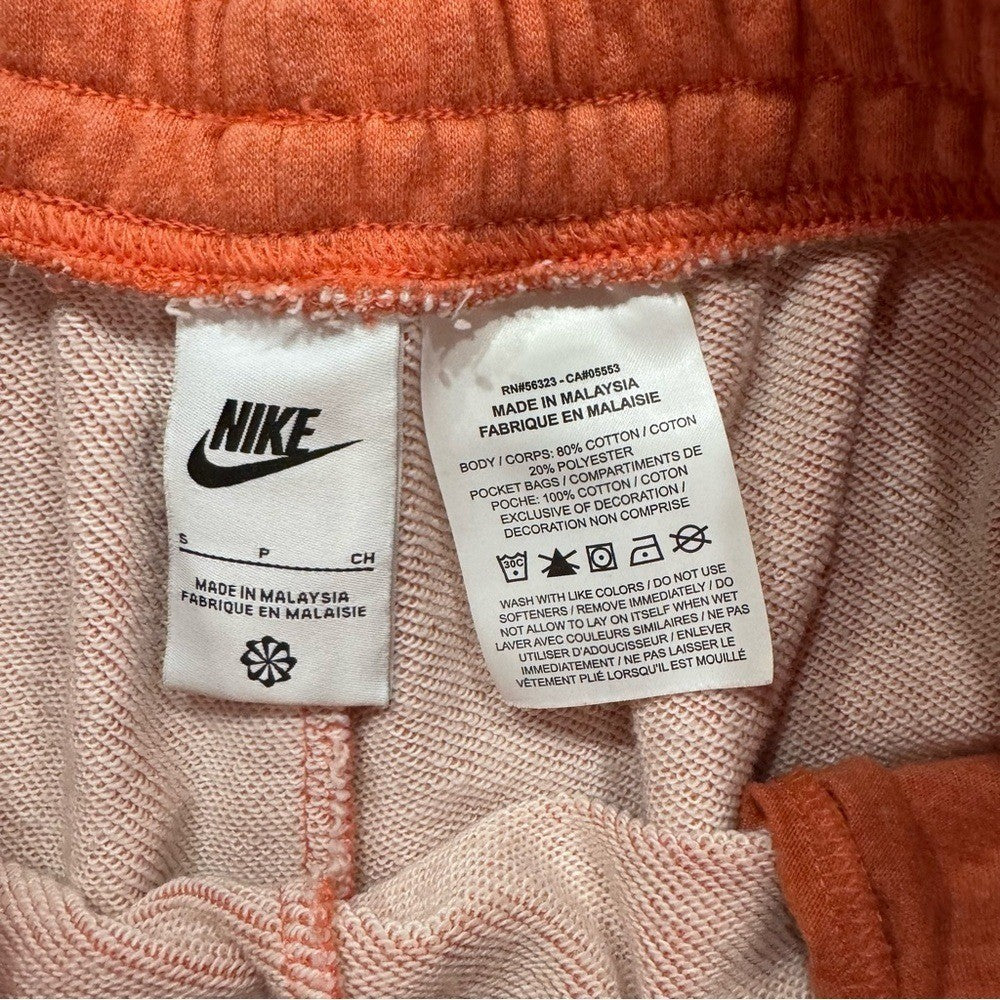 NIKE
S P CH
MADE IN MALAYSIA
FABRIQUE EN MALAISIE
RN#56323 - CA#05553
MADE IN MALAYSIA
FABRIQUE EN MALAISIE
BODY / CORPS: 80% COTTON / COTON
20% POLYESTER
POCKET BAGS / COMPARTIMENTS DE
POCHE: 100% COTTON / COTON
EXCLUSIVE OF DECORATION /
DECORATION NON COMPRISE
30C
WASH WITH LIKE COLORS / DO NOT USE
SOFTENERS / REMOVE IMMEDIATELY / DO
NOT ALLOW TO LAY ON ITSELF WHEN WET
LAVER AVEC COULEURS SIMILAIRES / NE PAS
UTILISER D'ADOUCISSEUR / ENLEVER
IMMEDIATEMENT / NE PAS LAISSER LE
VÊTEMENT PLIÉ LORSQU'IL EST MOUILLÉ